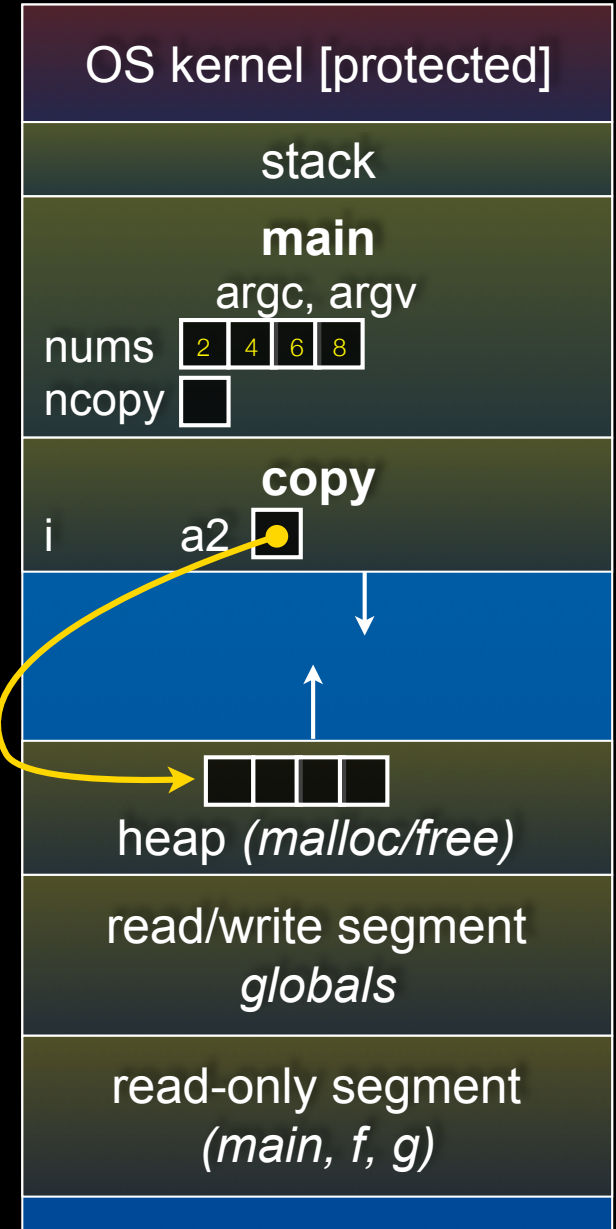 OS kernel [protected]
stack
main
argc, argv
nums 2 4 6 8
ncopy
copy
i a2
heap (malloc/free)
read/write segment
globals
read-only segment
(main, f, g)